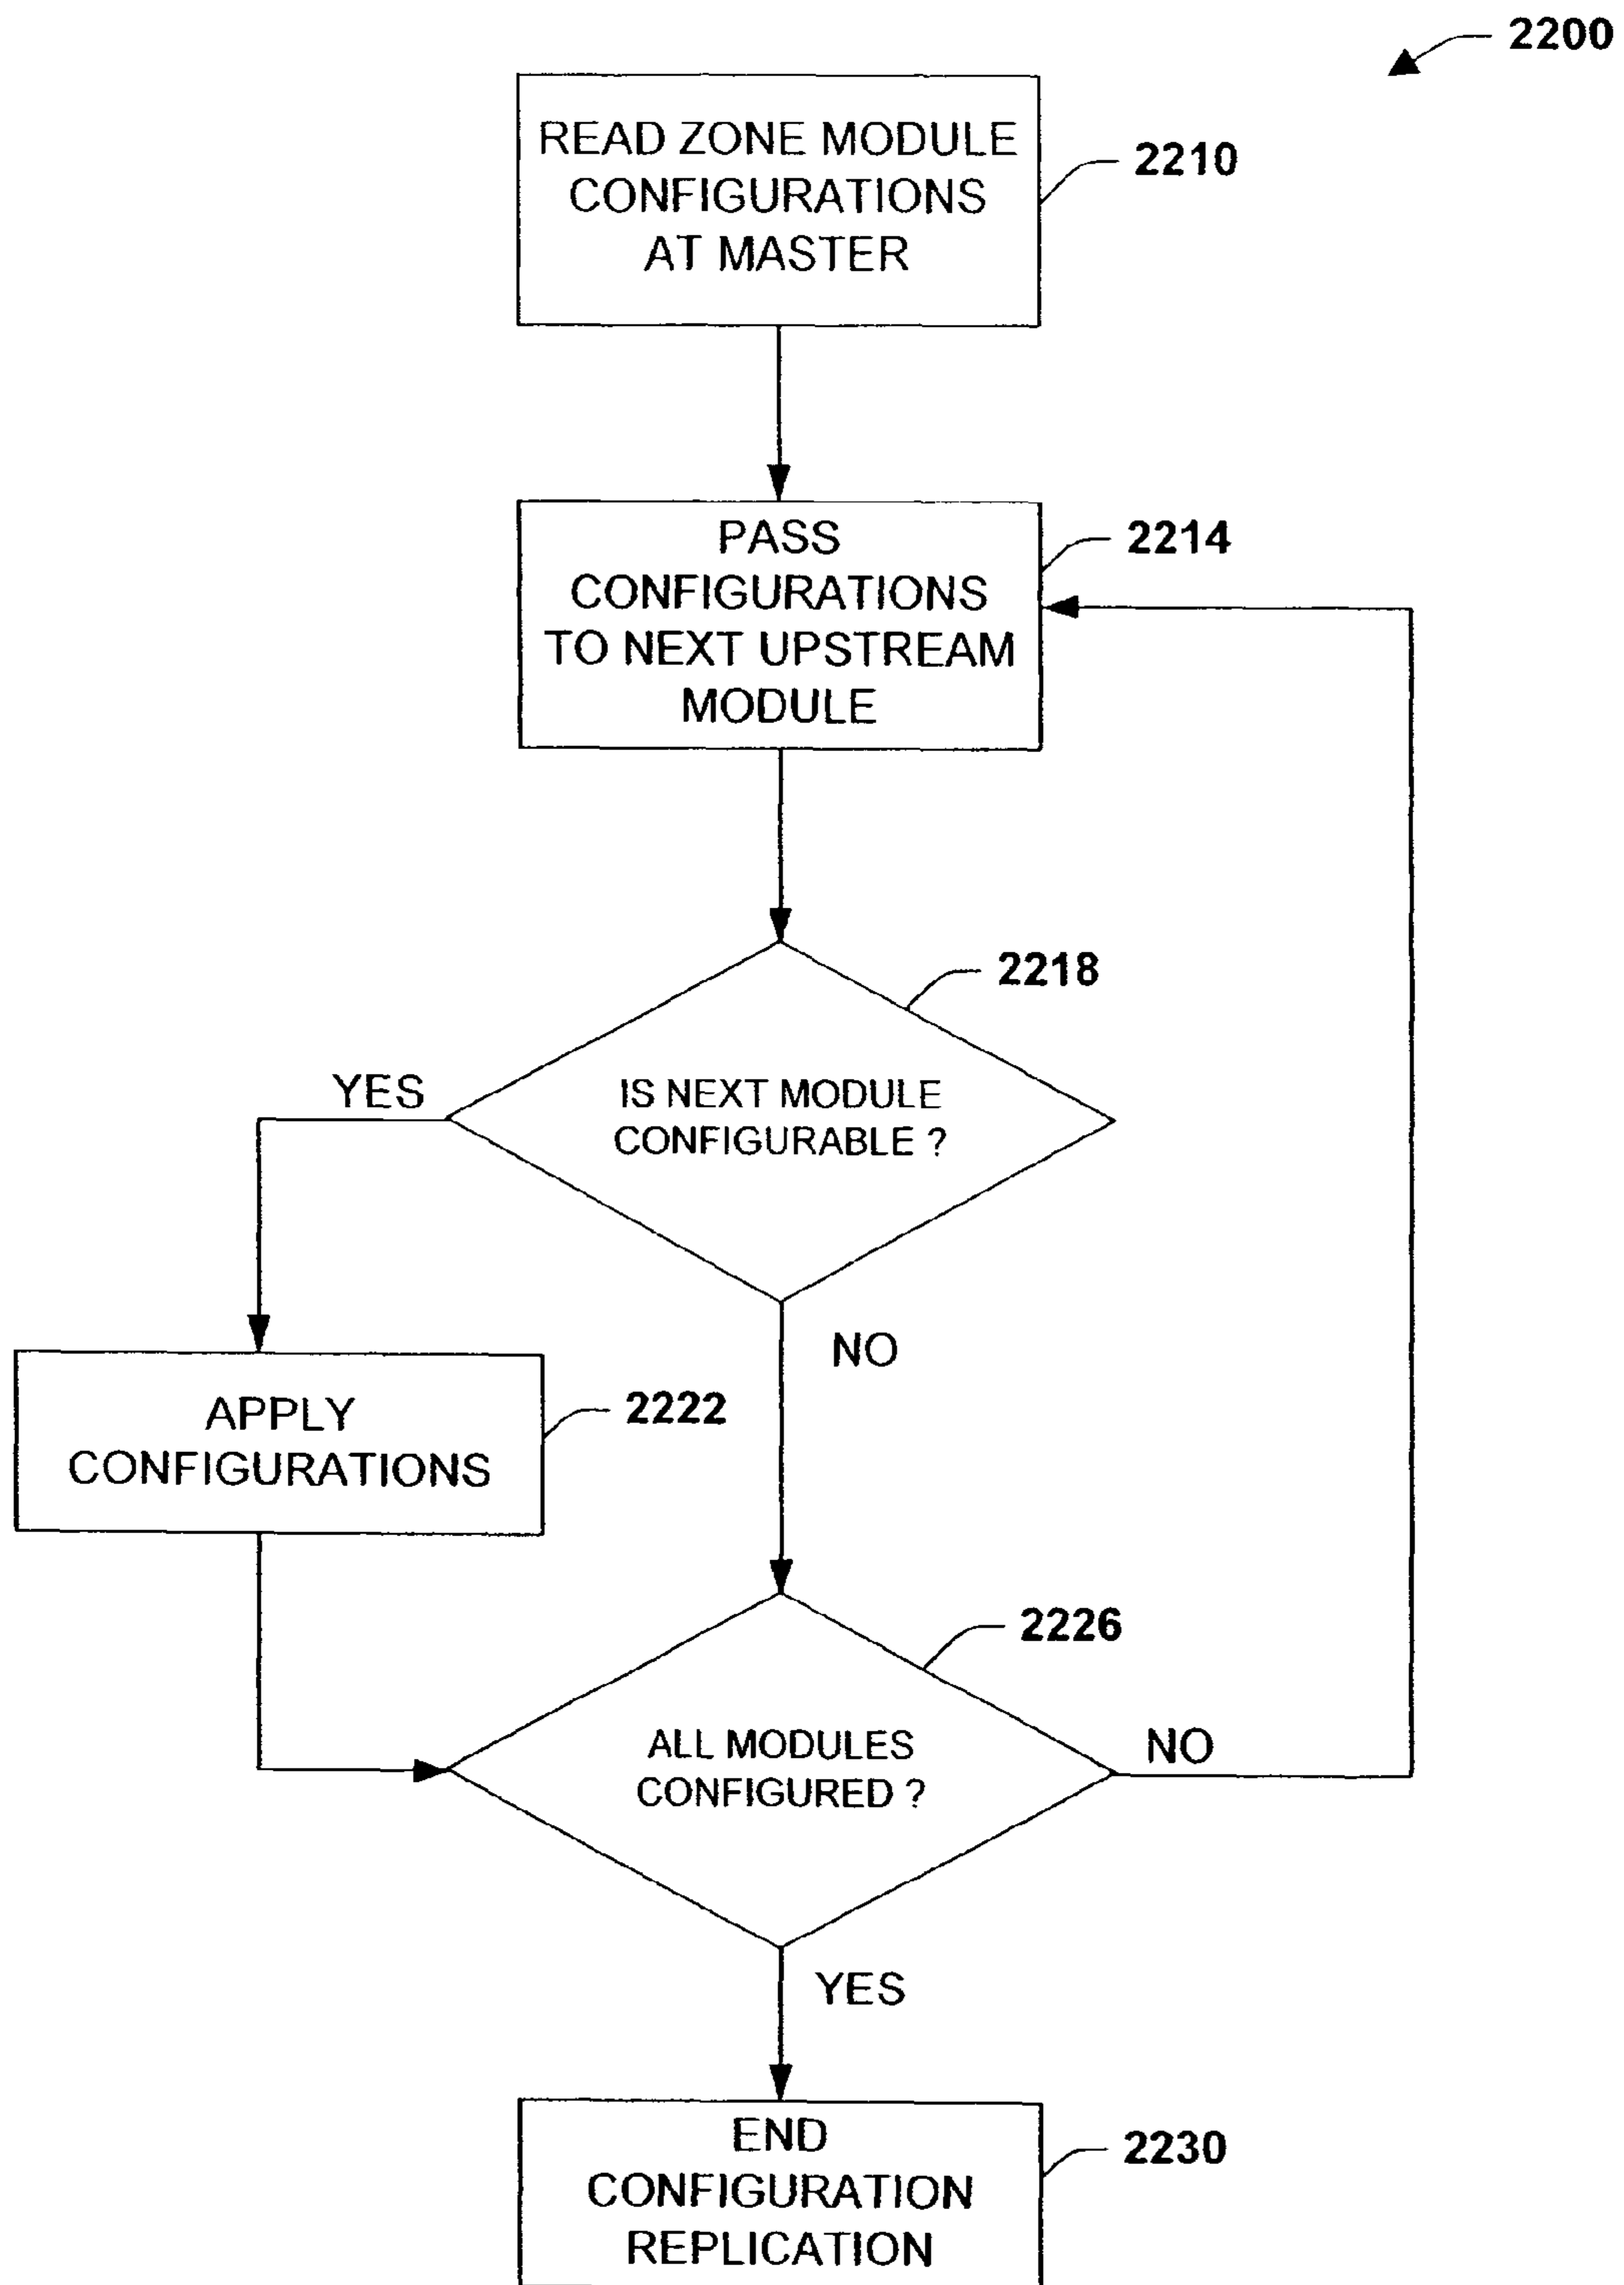 2200
READ ZONE MODULE
CONFIGURATIONS
AT MASTER
2210
PASS
CONFIGURATIONS
TO NEXT UPSTREAM
MODULE
2214
2218
IS NEXT MODULE
CONFIGURABLE ?
YES
NO
APPLY
CONFIGURATIONS
2222
2226
ALL MODULES
CONFIGURED ?
NO
YES
END
CONFIGURATION
REPLICATION
2230